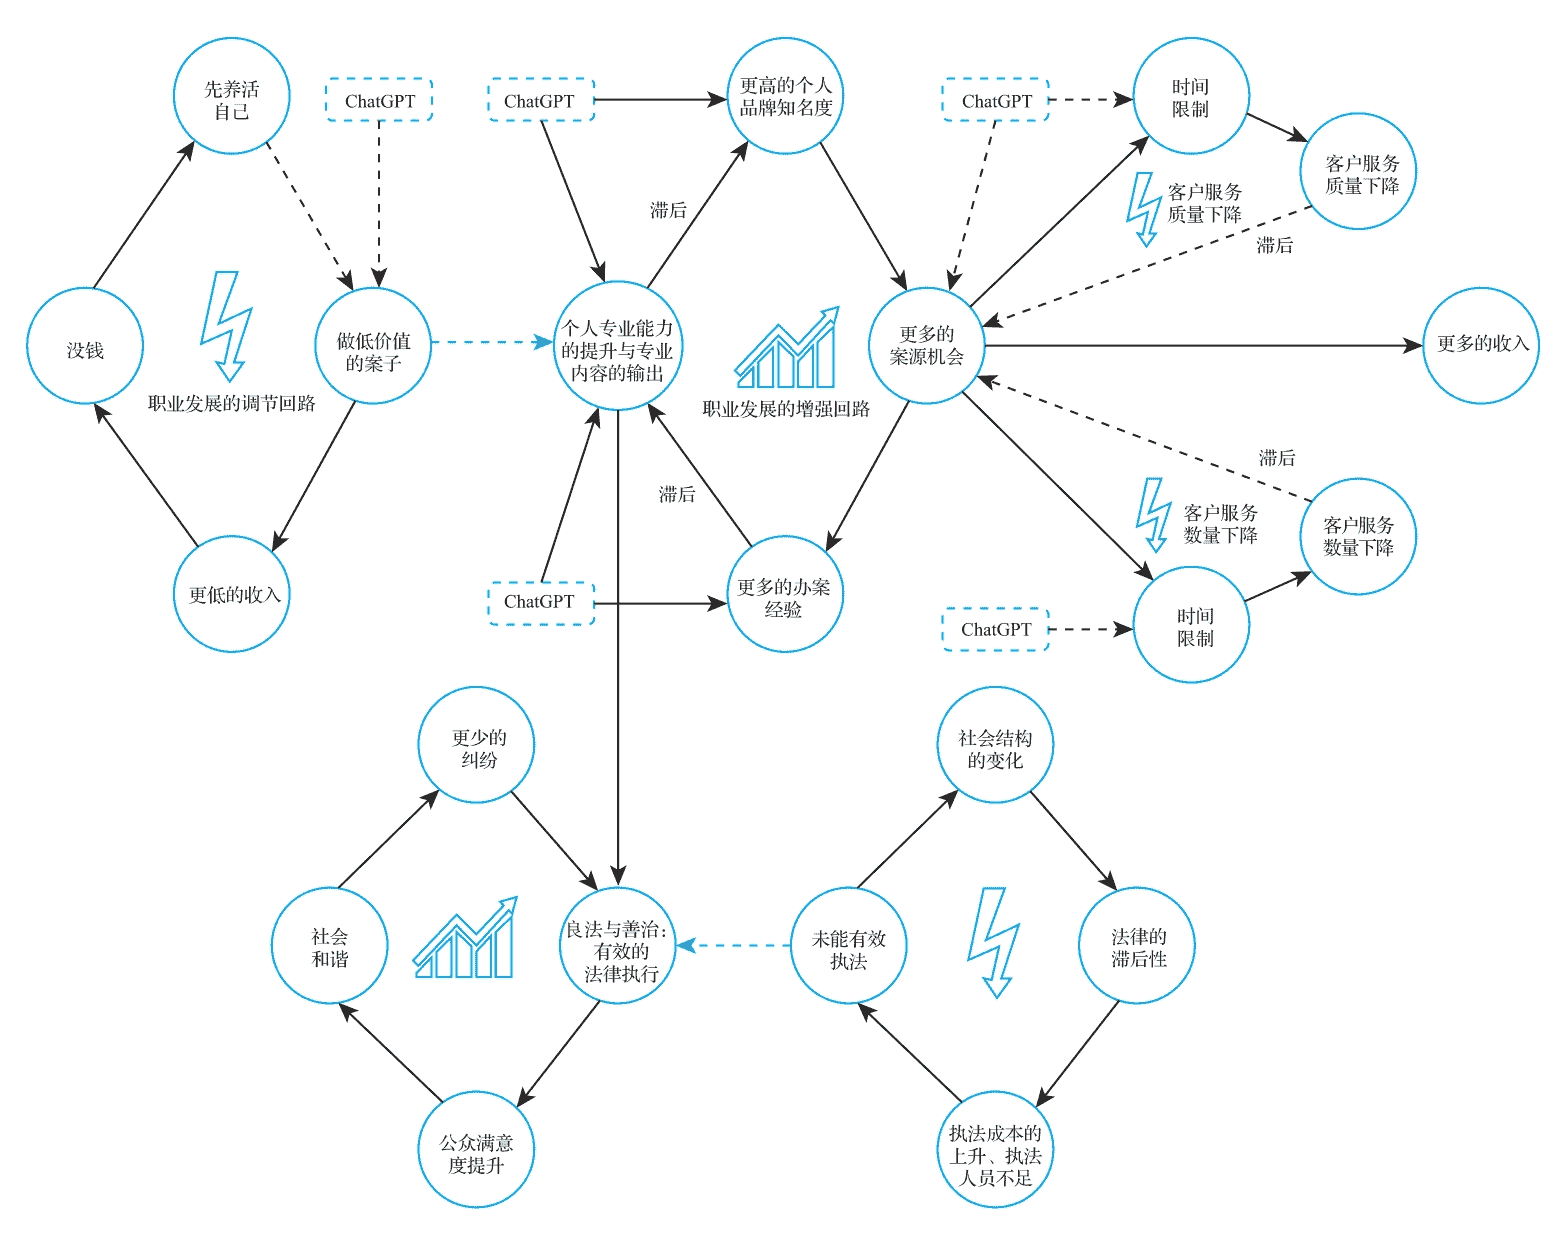 先养活
自己
ChatGPT
ChatGPT
更高的个人
品牌知名度
ChatGPT
时间
限制
客户服务
质量下降
客户服务
质量下降
滞后
滞后
没钱
职业发展的调节回路
做低价值
的案子
个人专业能力
的提升与专业
内容的输出
职业发展的增强回路
更多的
案源机会
更多的收入
滞后
滞后
客户服务
数量下降
客户服务
数量下降
更低的收入
ChatGPT
更多的办案
经验
ChatGPT
时间
限制
更少的
纠纷
社会结构
的变化
社会
和谐
良法与善治:
有效的
法律执行
未能有效
执法
法律的
滞后性
公众满意
度提升
执法成本的
上升、执法
人员不足